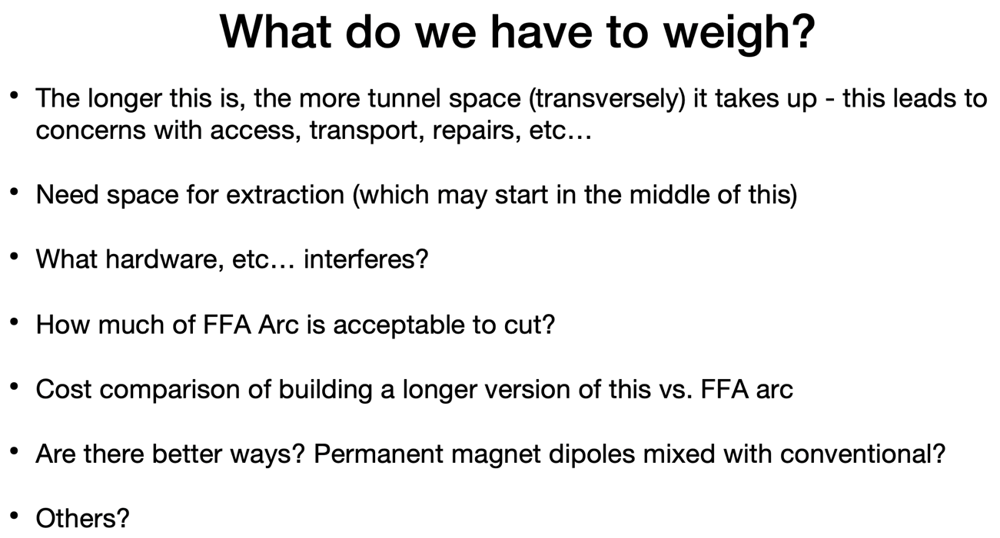 What do we have to weigh?
• The longer this is, the more tunnel space (transversely) it takes up - this leads to
concerns with access, transport, repairs, etc…
• Need space for extraction (which may start in the middle of this)
• What hardware, etc… interferes?
• How much of FFA Arc is acceptable to cut?
• Cost comparison of building a longer version of this vs. FFA arc
• Are there better ways? Permanent magnet dipoles mixed with conventional?
• Others?